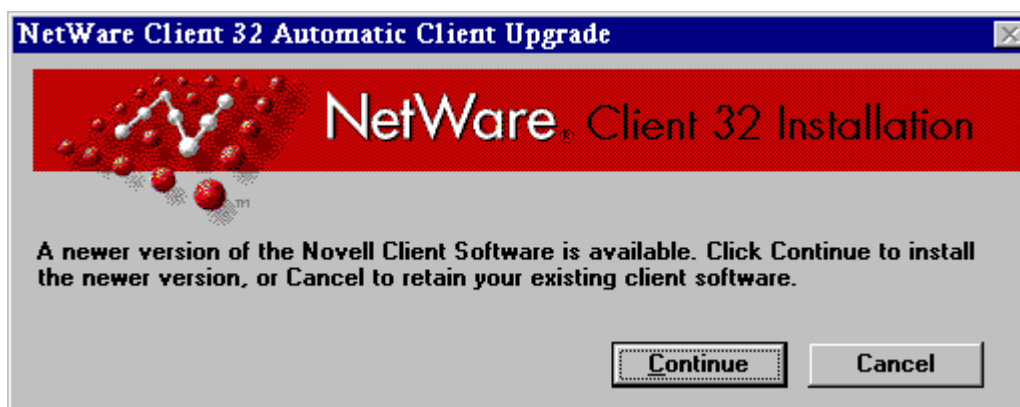 NetWare Client 32 Automatic Client Upgrade
NetWare® Client 32 Installation
™
A newer version of the Novell Client Software is available. Click Continue to install
the newer version, or Cancel to retain your existing client software.
Continue Cancel